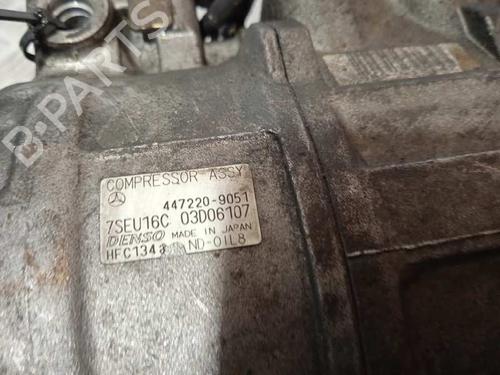 B-PARTS
COMPRESSOR ASSY
447220-9051
7SEU16C 03D06107
DENSO MADE IN JAPAN
HFC134a ND-OIL8